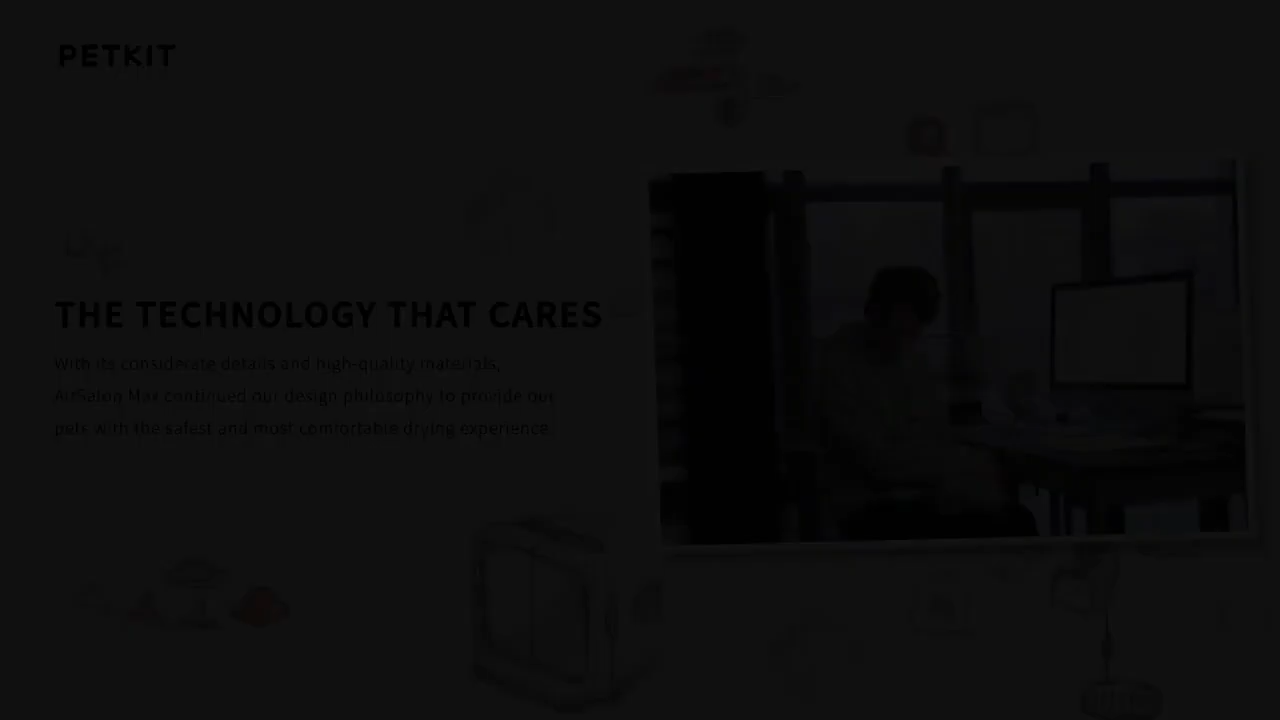 PETKIT
THE TECHNOLOGY THAT CARES
With its considerate details and high-quality materials,
AirSalon Max continued our design philosophy to provide our
pets with the safest and most comfortable drying experience.